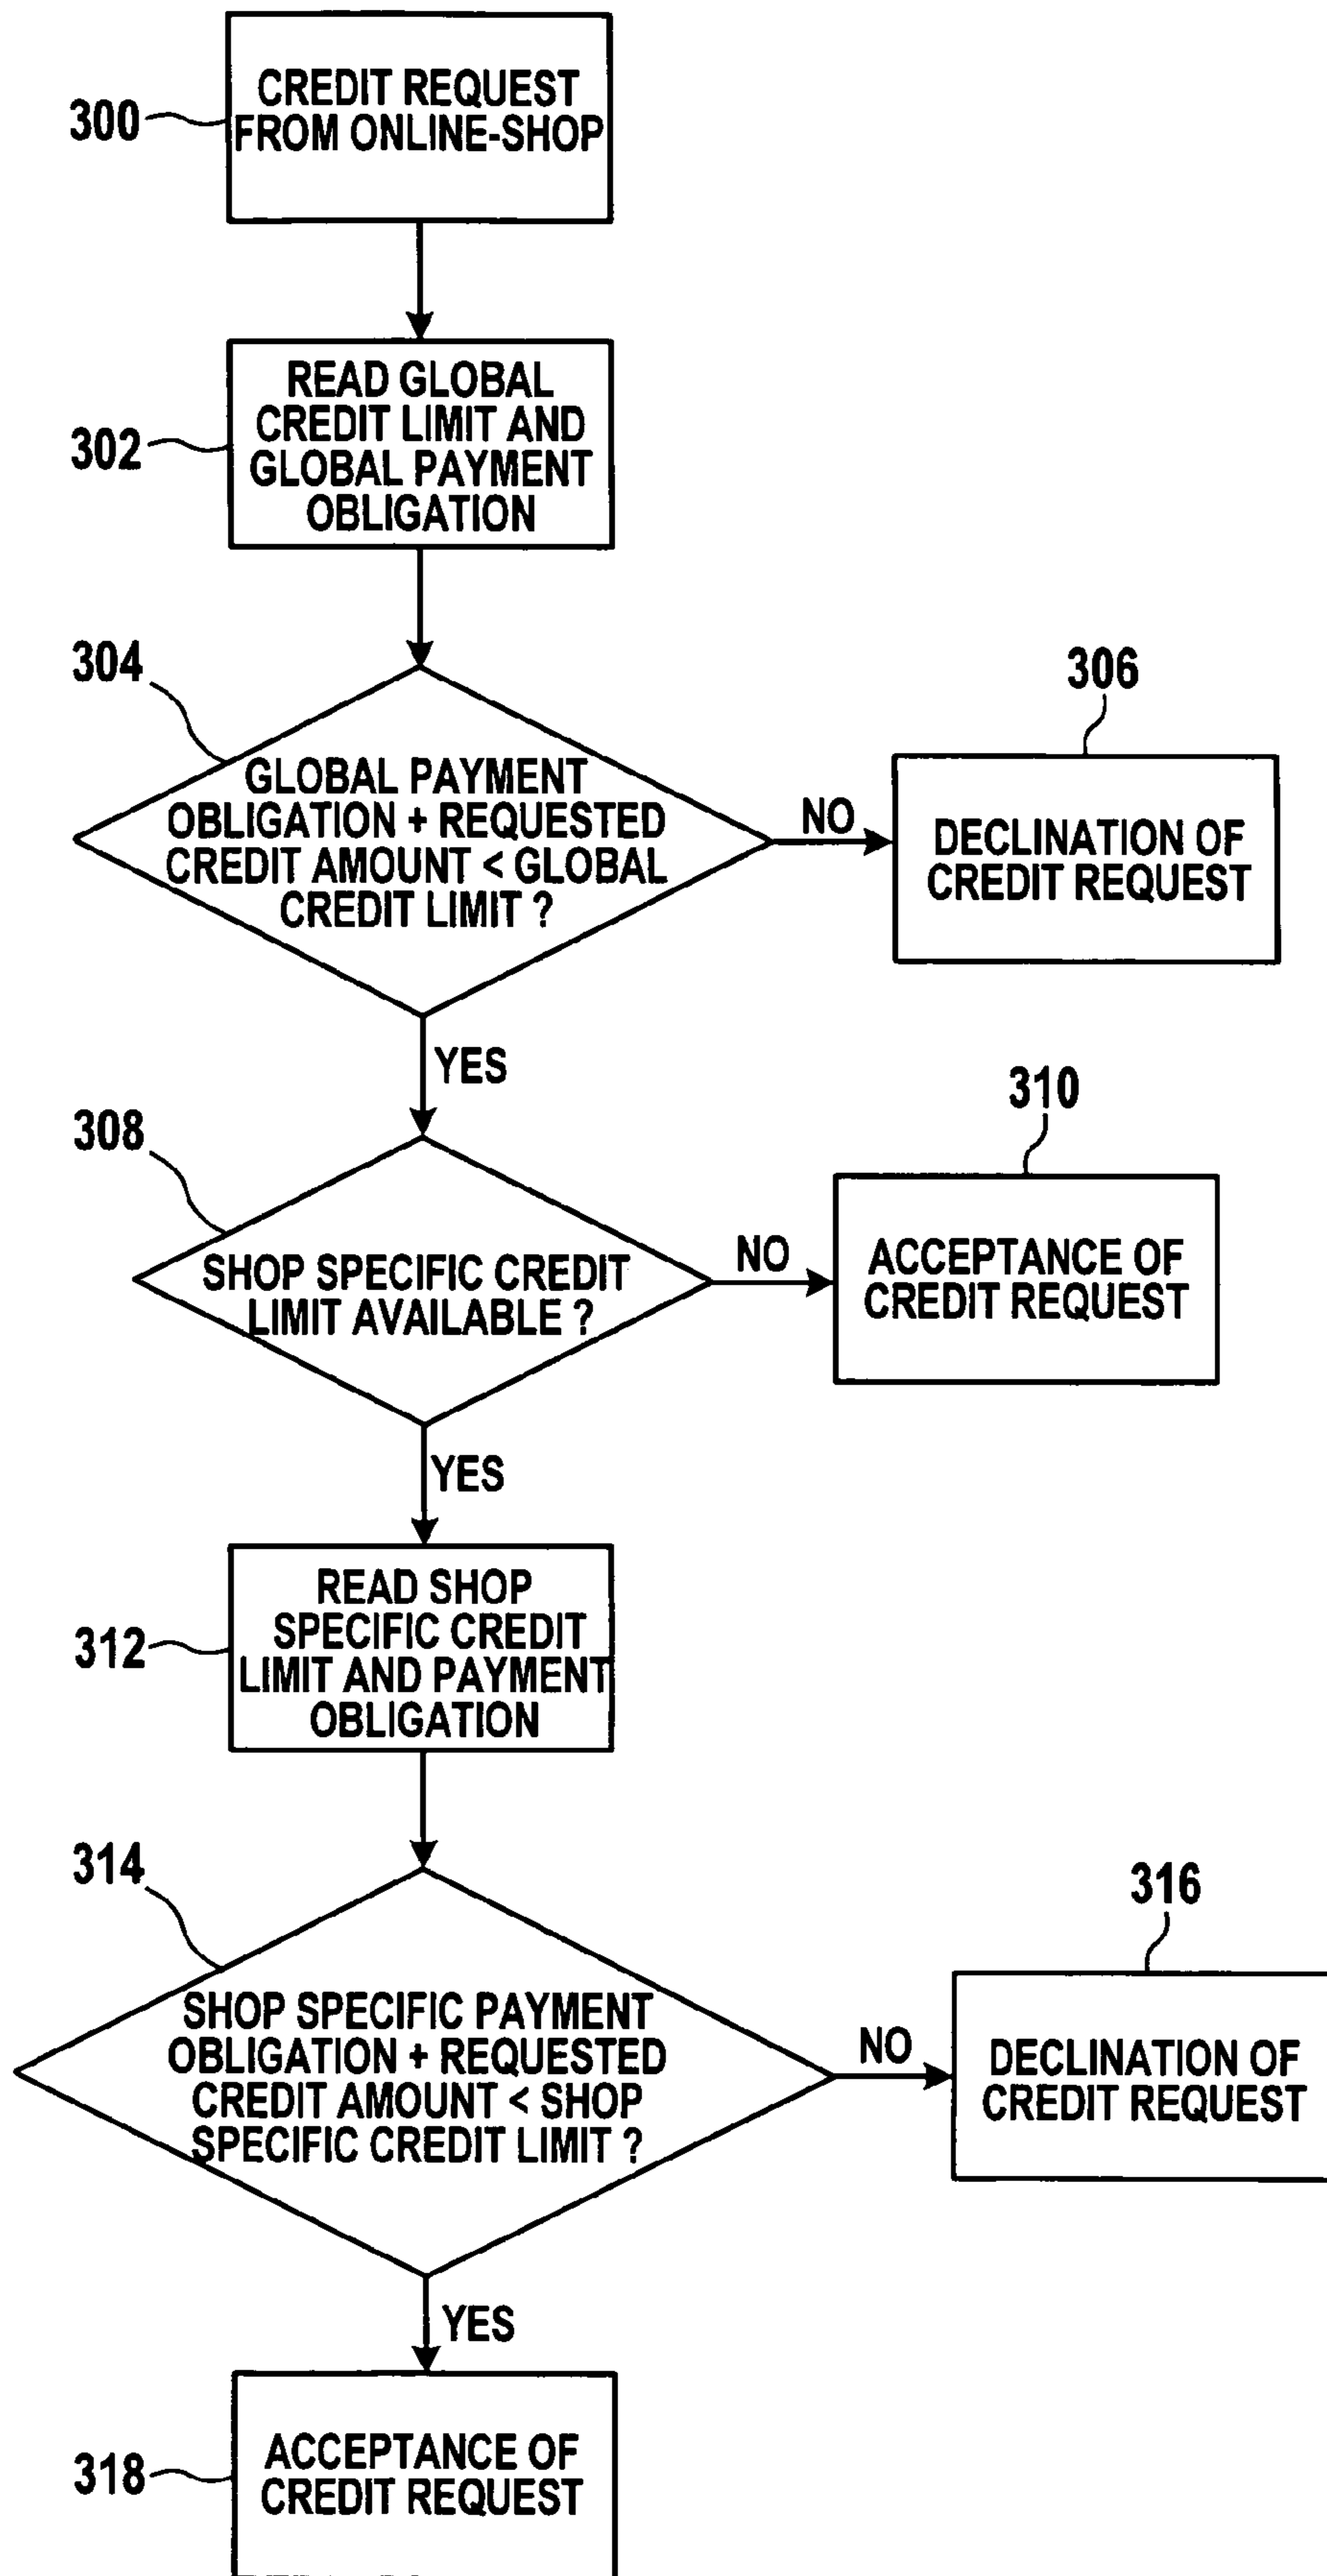 CREDIT REQUEST
FROM ONLINE-SHOP
300
READ GLOBAL
CREDIT LIMIT AND
GLOBAL PAYMENT
OBLIGATION
302
304
GLOBAL PAYMENT
OBLIGATION + REQUESTED
CREDIT AMOUNT < GLOBAL
CREDIT LIMIT ?
NO
306
DECLINATION OF
CREDIT REQUEST
YES
308
SHOP SPECIFIC CREDIT
LIMIT AVAILABLE ?
NO
310
ACCEPTANCE OF
CREDIT REQUEST
YES
312
READ SHOP
SPECIFIC CREDIT
LIMIT AND PAYMENT
OBLIGATION
314
SHOP SPECIFIC PAYMENT
OBLIGATION + REQUESTED
CREDIT AMOUNT < SHOP
SPECIFIC CREDIT LIMIT ?
NO
316
DECLINATION OF
CREDIT REQUEST
YES
318
ACCEPTANCE OF
CREDIT REQUEST